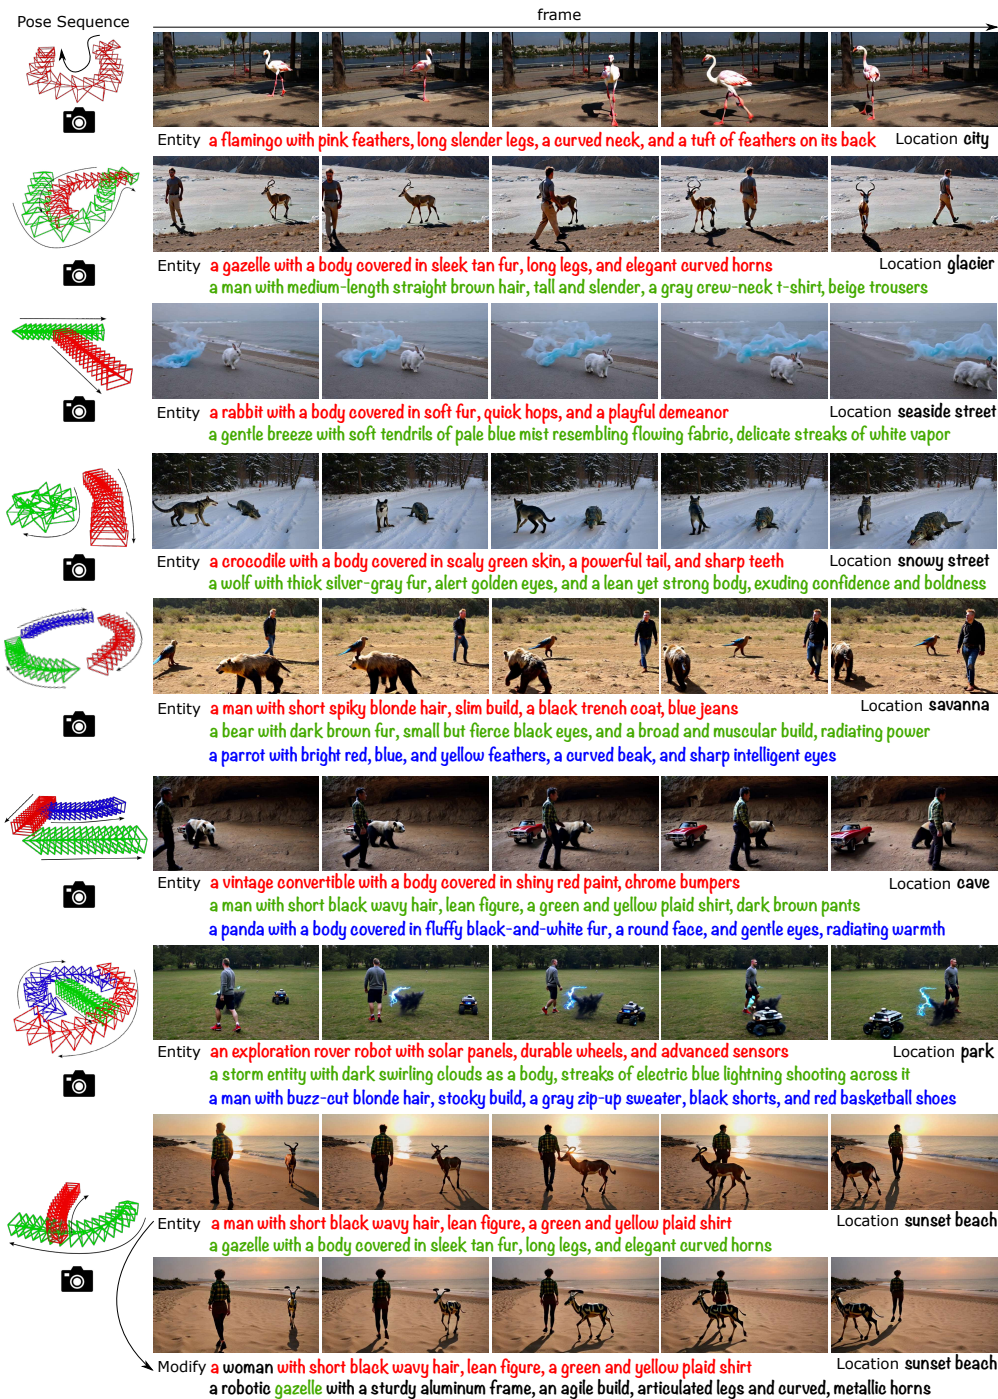 Pose Sequence
frame
Entity a flamingo with pink feathers, long slender legs, a curved neck, and a tuft of feathers on its back Location city
Entity a gazelle with a body covered in sleek tan fur, long legs, and elegant curved horns Location glacier
a man with medium-length straight brown hair, tall and slender, a gray crew-neck t-shirt, beige trousers
Entity a rabbit with a body covered in soft fur, quick hops, and a playful demeanor Location seaside street
a gentle breeze with soft tendrils of pale blue mist resembling flowing fabric, delicate streaks of white vapor
Entity a crocodile with a body covered in scaly green skin, a powerful tail, and sharp teeth Location snowy street
a wolf with thick silver-gray fur, alert golden eyes, and a lean yet strong body, exuding confidence and boldness
Entity a man with short spiky blonde hair, slim build, a black trench coat, blue jeans Location savanna
a bear with dark brown fur, small but fierce black eyes, and a broad and muscular build, radiating power
a parrot with bright red, blue, and yellow feathers, a curved beak, and sharp intelligent eyes
Entity a vintage convertible with a body covered in shiny red paint, chrome bumpers Location cave
a man with short black wavy hair, lean figure, a green and yellow plaid shirt, dark brown pants
a panda with a body covered in fluffy black-and-white fur, a round face, and gentle eyes, radiating warmth
Entity an exploration rover robot with solar panels, durable wheels, and advanced sensors Location park
a storm entity with dark swirling clouds as a body, streaks of electric blue lightning shooting across it
a man with buzz-cut blonde hair, stocky build, a gray zip-up sweater, black shorts, and red basketball shoes
Entity a man with short black wavy hair, lean figure, a green and yellow plaid shirt Location sunset beach
a gazelle with a body covered in sleek tan fur, long legs, and elegant curved horns
Modify a woman with short black wavy hair, lean figure, a green and yellow plaid shirt Location sunset beach
a robotic gazelle with a sturdy aluminum frame, an agile build, articulated legs and curved, metallic horns